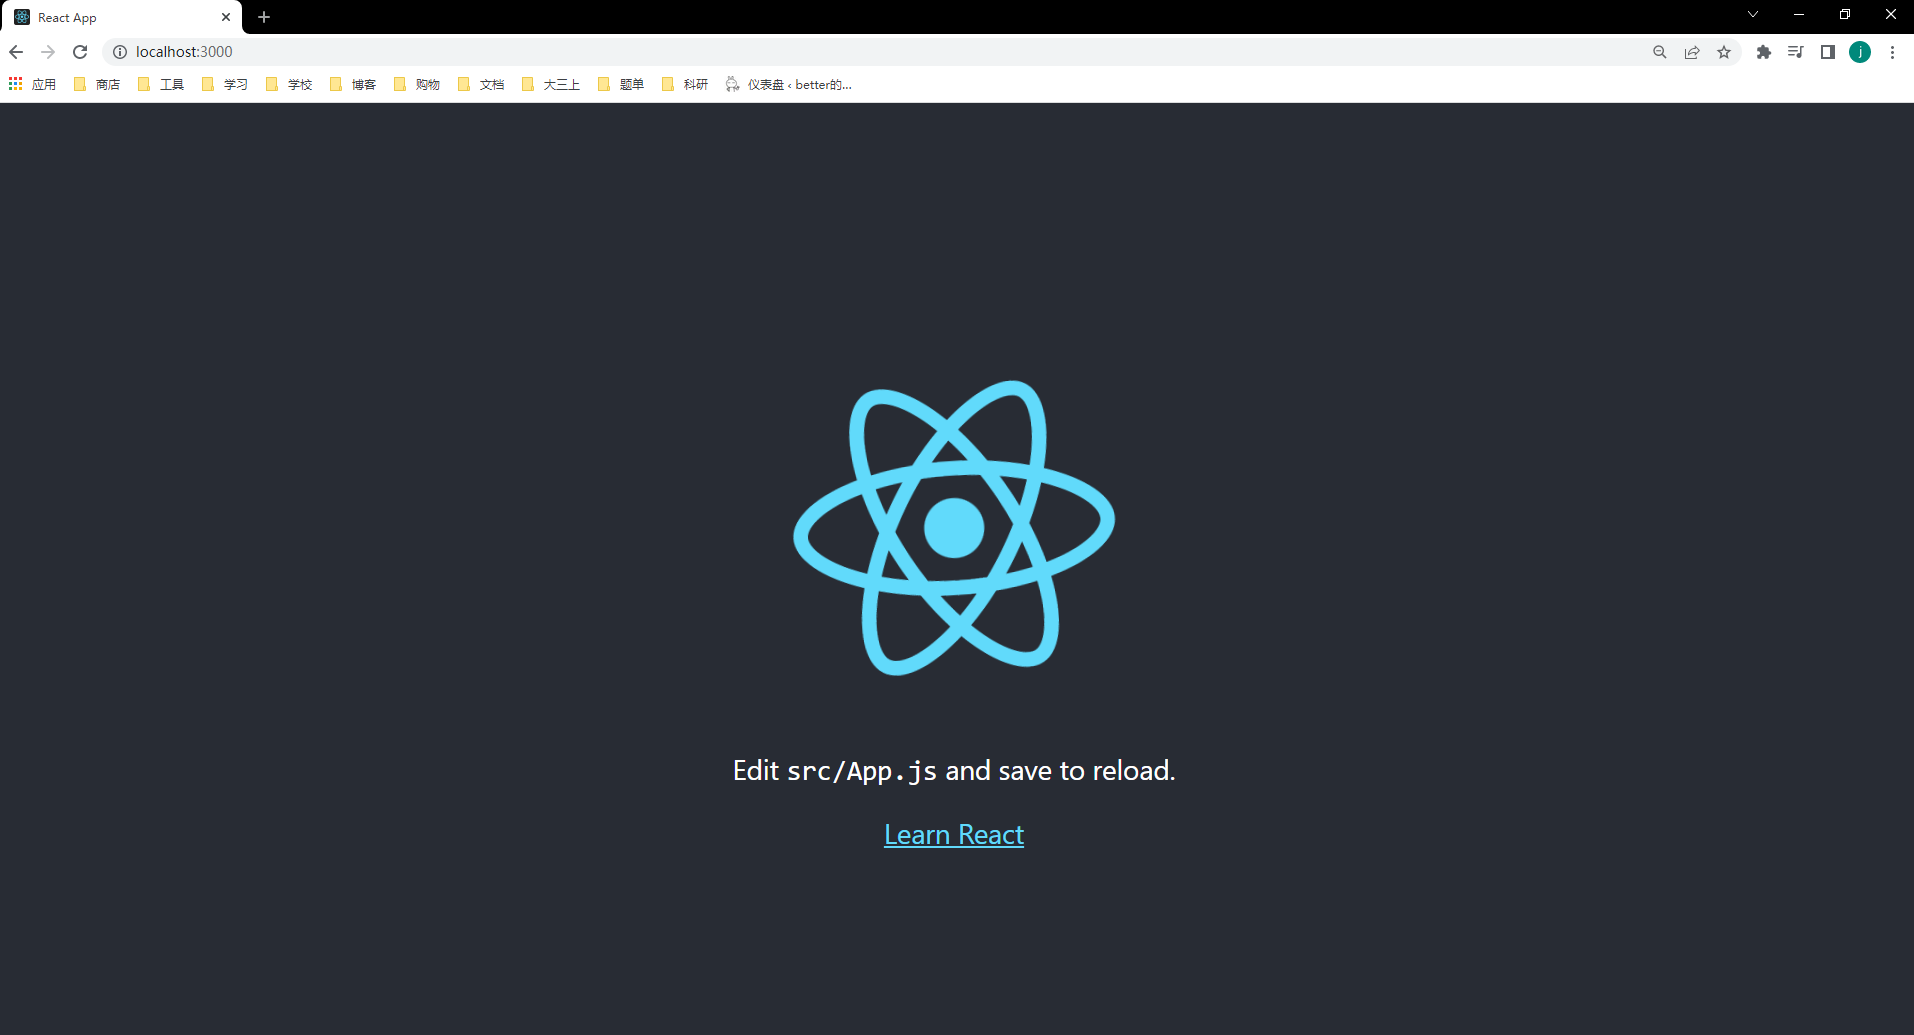 React App
localhost:3000
应用 商店 工具 学习 学校 博客 购物 文档 大三上 题单 科研 仪表盘 ‹ better的...
j
Edit src/App.js and save to reload.
Learn React